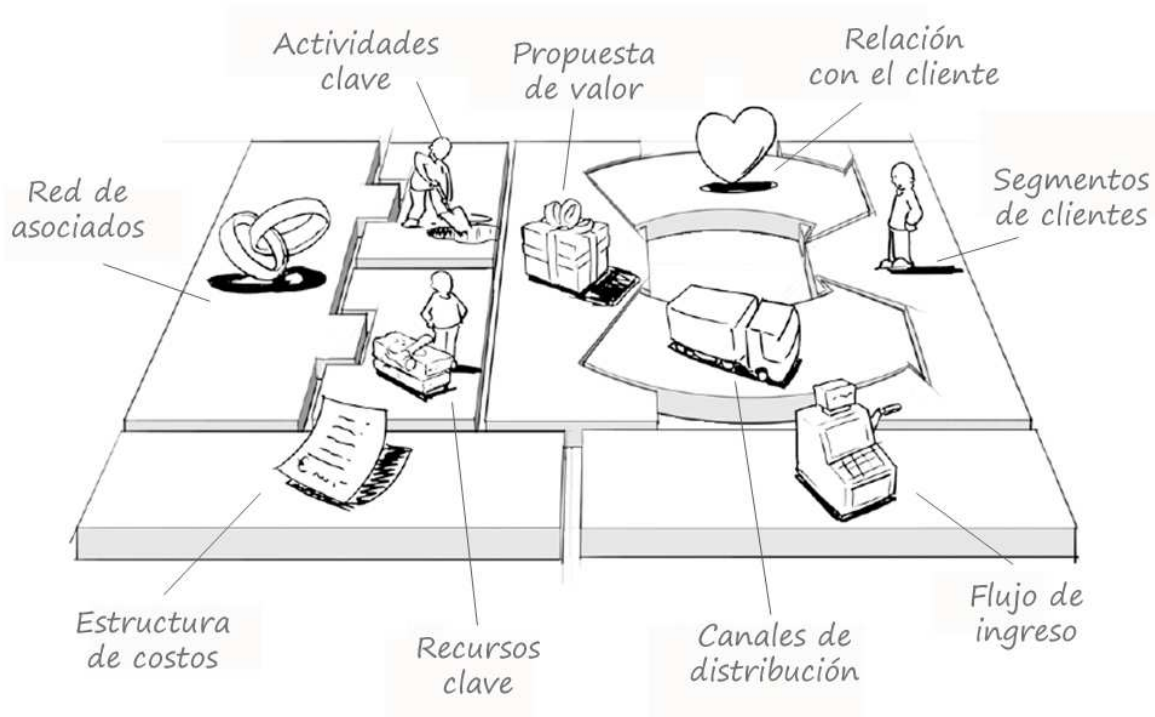 Actividades
clave
Propuesta
de valor
Relación
con el cliente
Red de
asociados
Segmentos
de clientes
Estructura
de costos
Recursos
clave
Canales de
distribución
Flujo de
ingreso